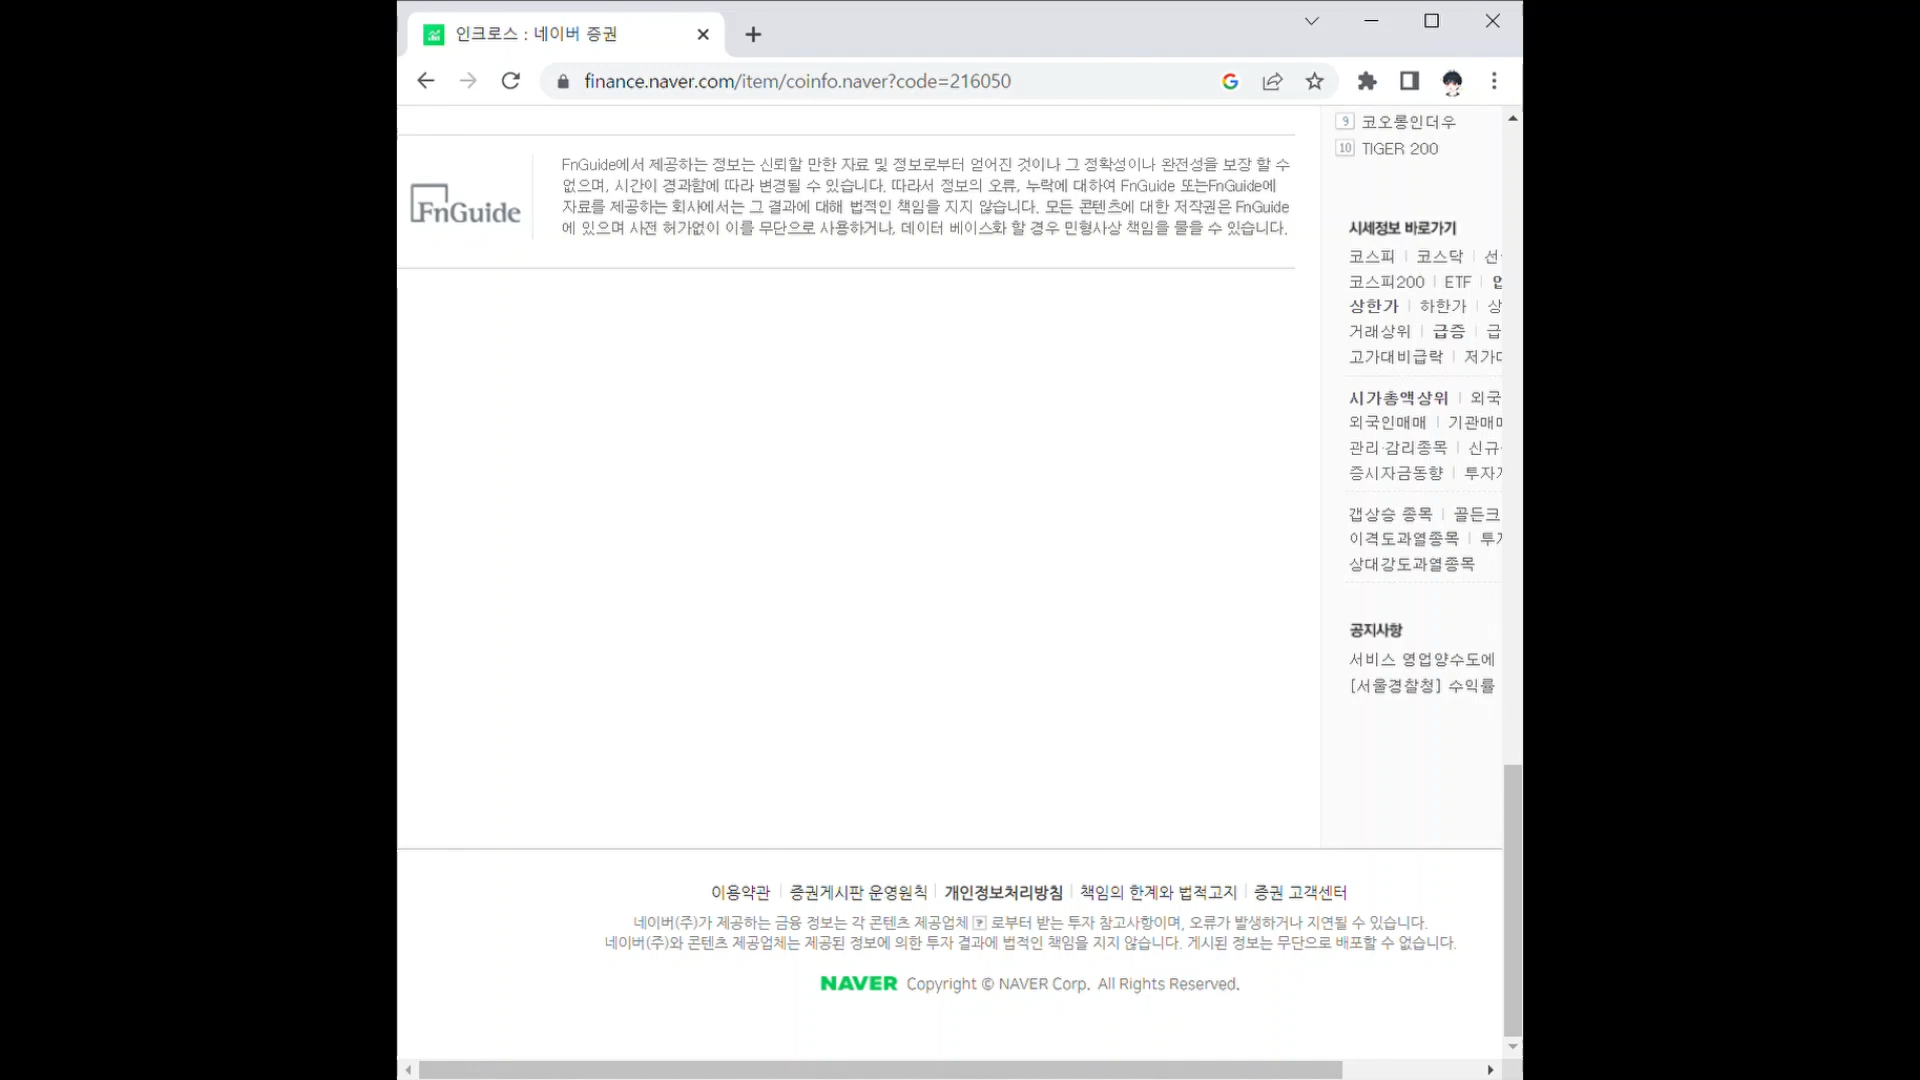 인크로스 : 네이버 증권
finance.naver.com/item/coinfo.naver?code=216050
FnGuide
FnGuide에서 제공하는 정보는 신뢰할 만한 자료 및 정보로부터 얻어진 것이나 그 정확성이나 완전성을 보장 할 수
없으며, 시간이 경과함에 따라 변경될 수 있습니다. 따라서 정보의 오류, 누락에 대하여 FnGuide 또는FnGuide에
자료를 제공하는 회사에서는 그 결과에 대해 법적인 책임을 지지 않습니다. 모든 콘텐츠에 대한 저작권은 FnGuide
에 있으며 사전 허가없이 이를 무단으로 사용하거나, 데이터 베이스화 할 경우 민형사상 책임을 물을 수 있습니다.
9 코오롱인더우
10 TIGER 200
시세정보 바로가기
코스피 코스닥 선
코스피200 ETF
상한가 하한가 상
거래상위 급증 급
고가대비급락 저가
시가총액상위 외국
외국인매매 기관매
관리·감리종목 신규
증시자금동향 투자
갭상승 종목 골든크
이격도과열종목 투
상대강도과열종목
공지사항
서비스 영업양수도에
[서울경찰청] 수익률
이용약관 증권게시판 운영원칙 개인정보처리방침 책임의 한계와 법적고지 증권 고객센터
네이버(주)가 제공하는 금융 정보는 각 콘텐츠 제공업체 ? 로부터 받는 투자 참고사항이며, 오류가 발생하거나 지연될 수 있습니다.
네이버(주)와 콘텐츠 제공업체는 제공된 정보에 의한 투자 결과에 법적인 책임을 지지 않습니다. 게시된 정보는 무단으로 배포할 수 없습니다.
NAVER Copyright © NAVER Corp. All Rights Reserved.